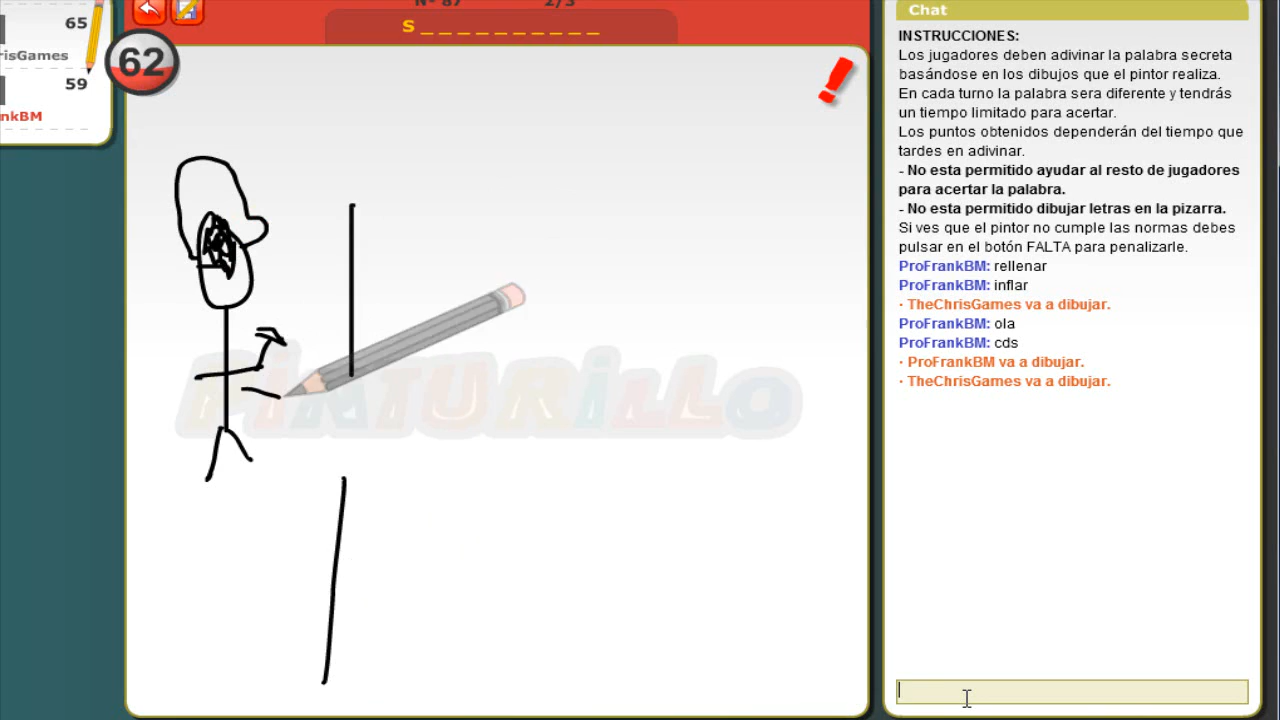 65
risGames
59
nkBM
Nº 87 2/3
S _ _ _ _ _ _ _ _ _ _
62
PINTURILLO
Chat
INSTRUCCIONES:
Los jugadores deben adivinar la palabra secreta
basándose en los dibujos que el pintor realiza.
En cada turno la palabra sera diferente y tendrás
un tiempo limitado para acertar.
Los puntos obtenidos dependerán del tiempo que
tardes en adivinar.
- No esta permitido ayudar al resto de jugadores
para acertar la palabra.
- No esta permitido dibujar letras en la pizarra.
Si ves que el pintor no cumple las normas debes
pulsar en el botón FALTA para penalizarle.
ProFrankBM: rellenar
ProFrankBM: inflar
· TheChrisGames va a dibujar.
ProFrankBM: ola
ProFrankBM: cds
· ProFrankBM va a dibujar.
· TheChrisGames va a dibujar.